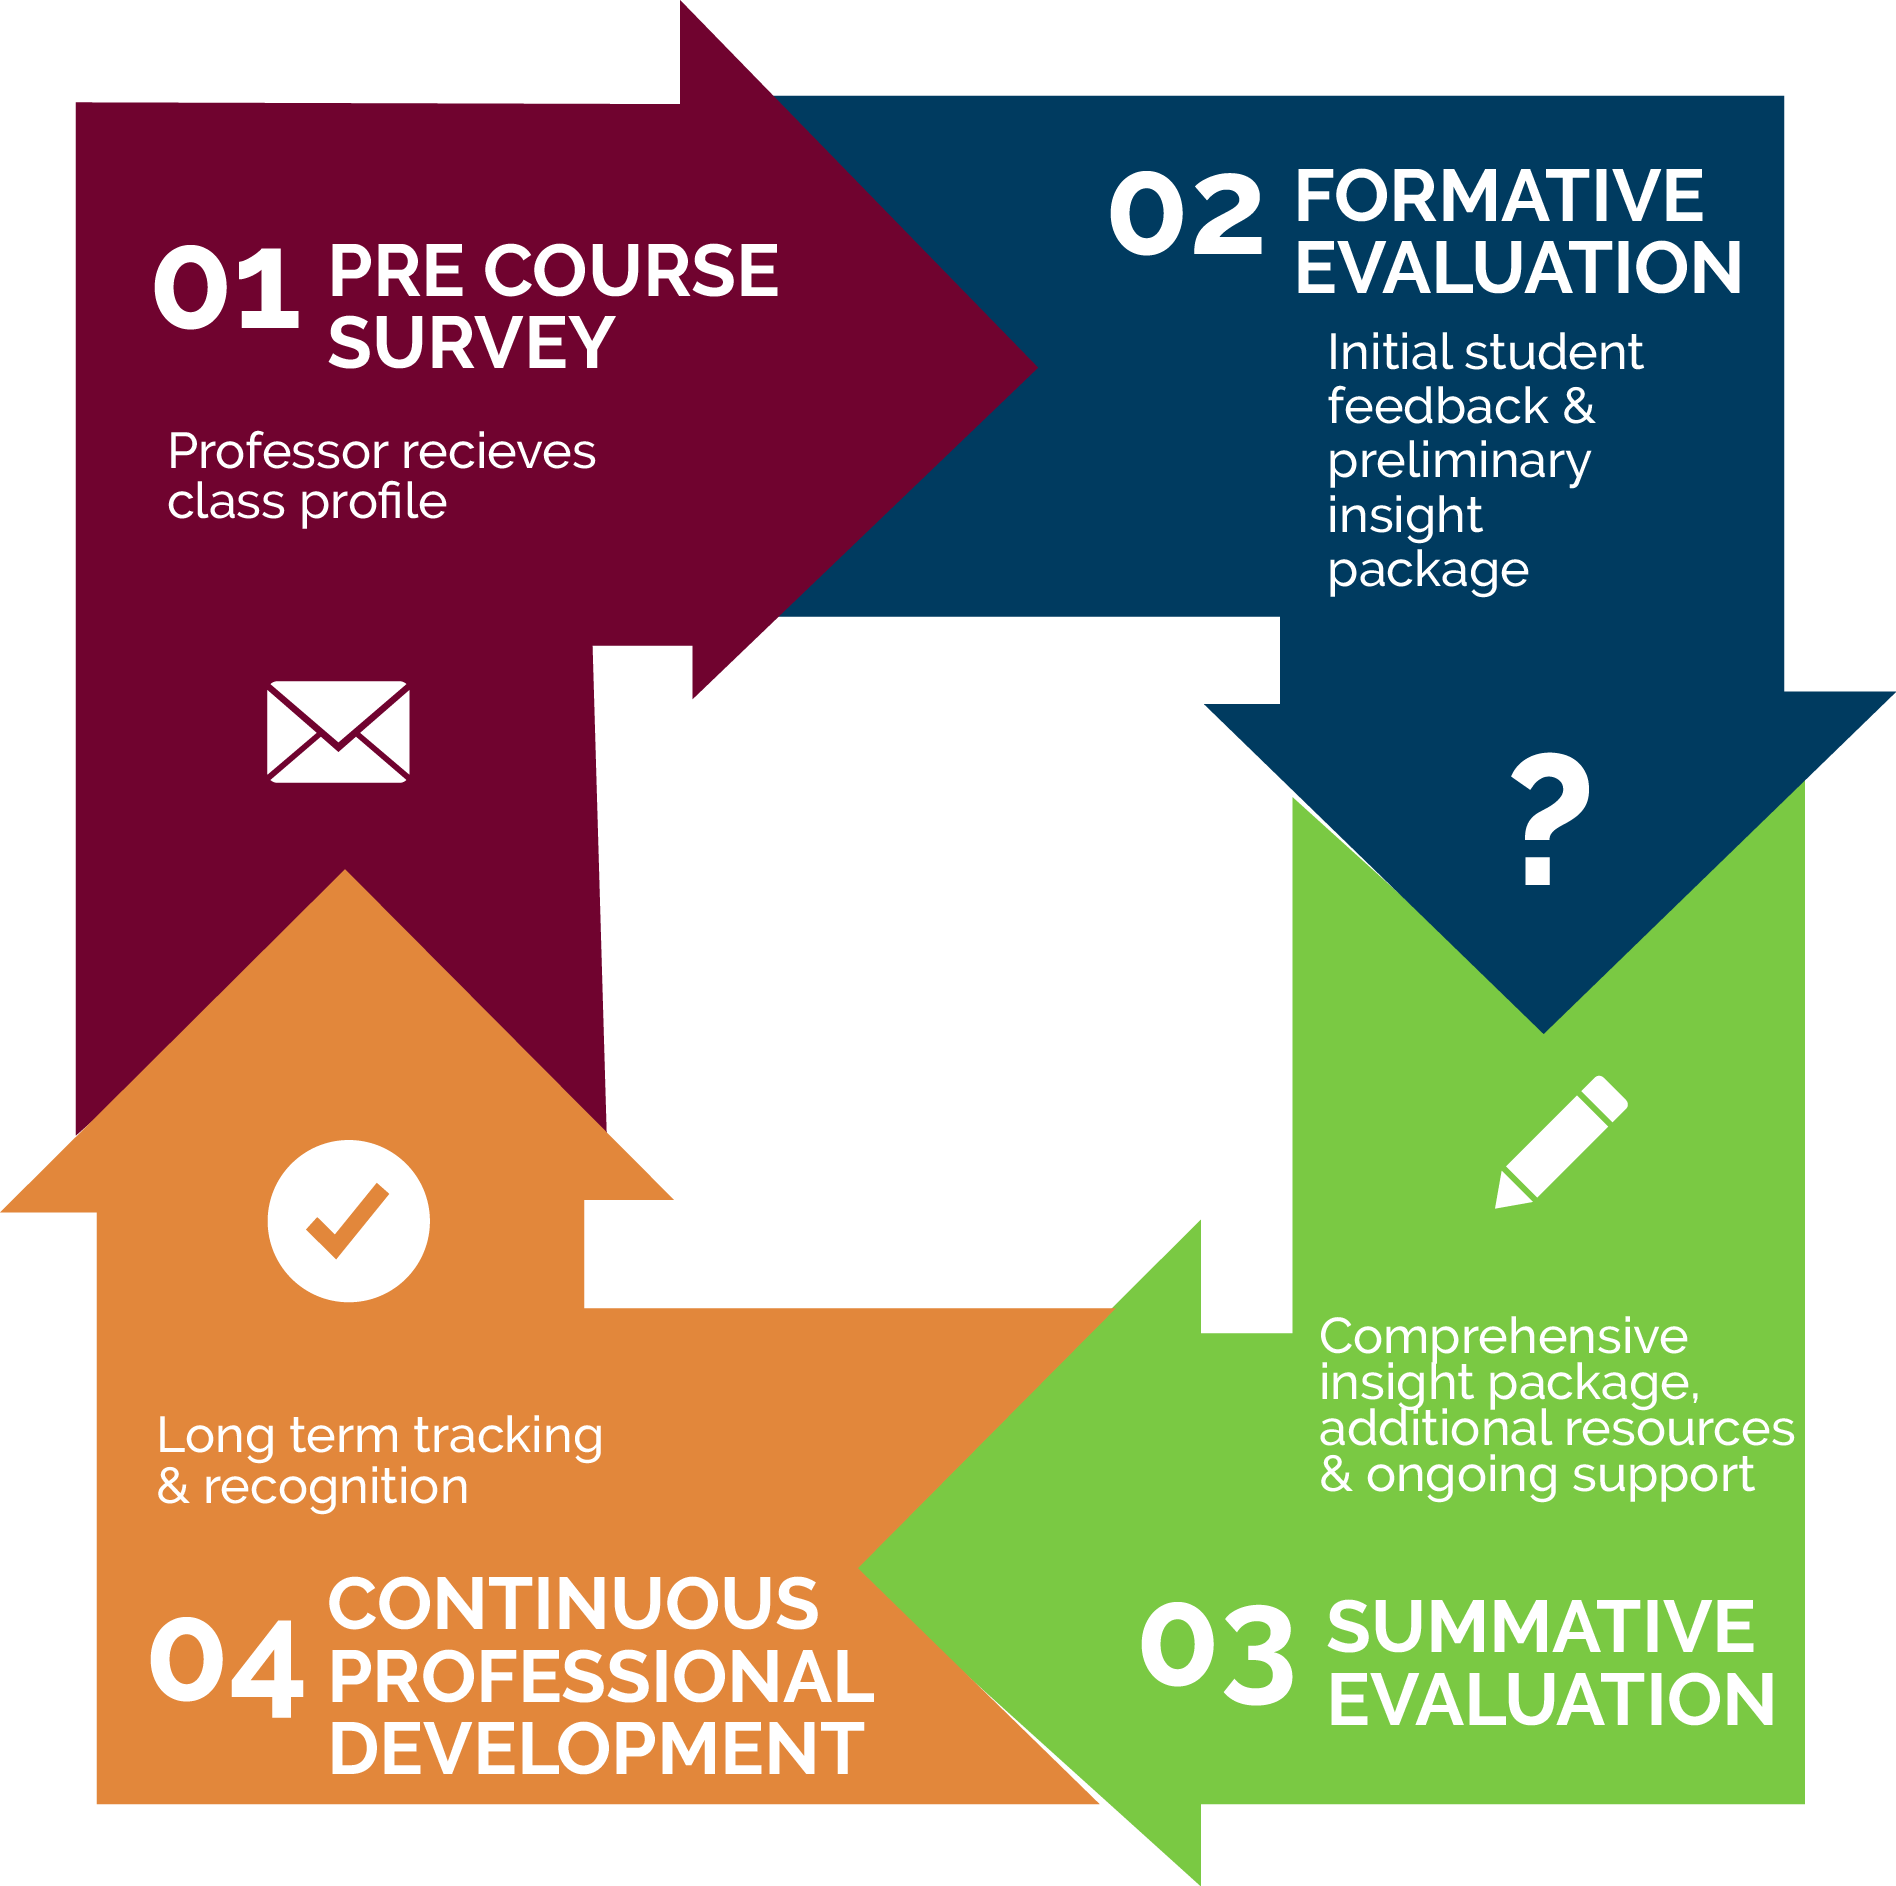 01
PRE COURSE
SURVEY
Professor recieves
class profile
02
FORMATIVE
EVALUATION
Initial student
feedback &
preliminary
insight
package
?
Comprehensive
insight package,
additional resources
& ongoing support
03
SUMMATIVE
EVALUATION
Long term tracking
& recognition
04
CONTINUOUS
PROFESSIONAL
DEVELOPMENT